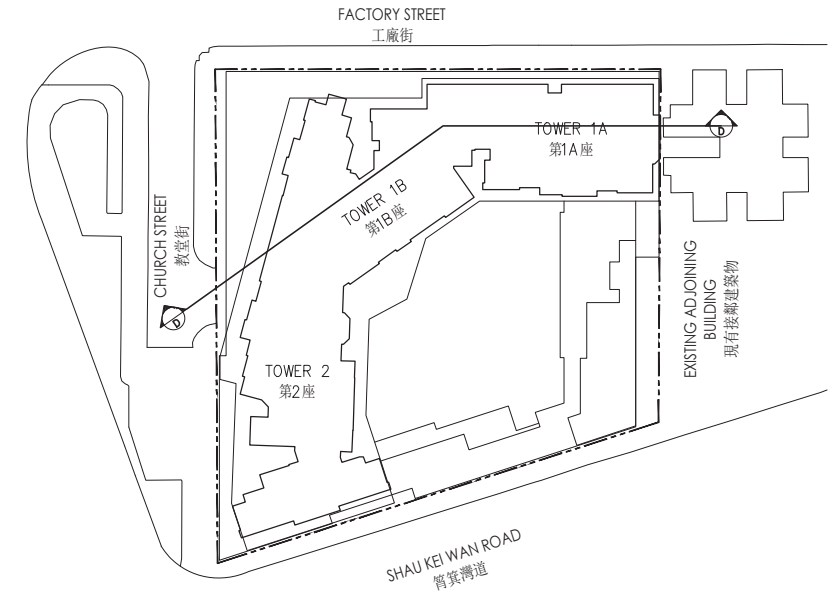 FACTORY STREET
工廠街
TOWER 1A
第1A座
D
TOWER 1B
第1B座
CHURCH STREET
教堂街
D
EXISTING ADJOINING
BUILDING
現有接鄰建築物
TOWER 2
第2座
SHAU KEI WAN ROAD
筲箕灣道